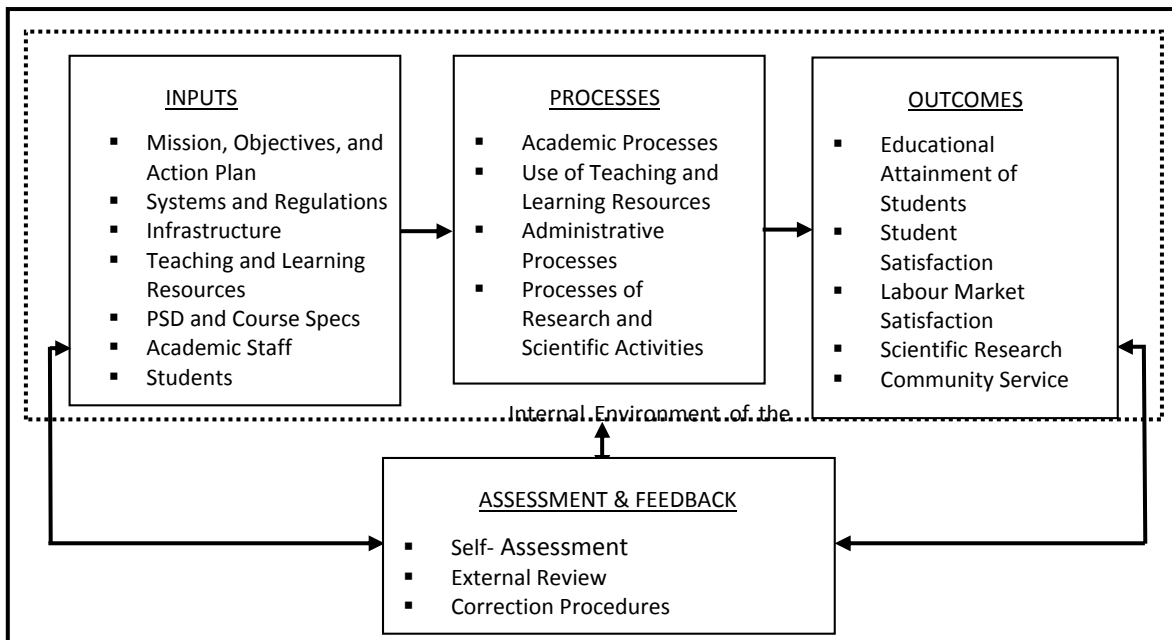 INPUTS
▪ Mission, Objectives, and
Action Plan
▪ Systems and Regulations
▪ Infrastructure
▪ Teaching and Learning
Resources
▪ PSD and Course Specs
▪ Academic Staff
▪ Students
PROCESSES
▪ Academic Processes
▪ Use of Teaching and
Learning Resources
▪ Administrative
Processes
▪ Processes of
Research and
Scientific Activities
OUTCOMES
▪ Educational
Attainment of
Students
▪ Student
Satisfaction
▪ Labour Market
Satisfaction
▪ Scientific Research
▪ Community Service
Internal Environment of the
ASSESSMENT & FEEDBACK
▪ Self- Assessment
▪ External Review
▪ Correction Procedures